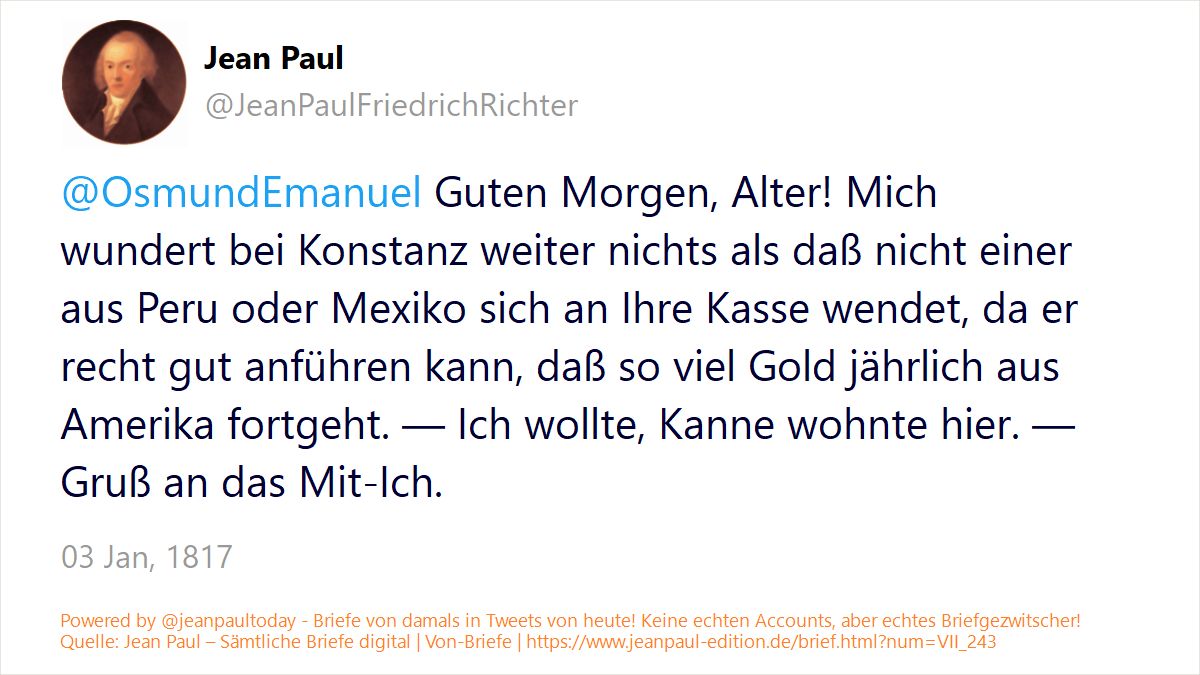 Jean Paul
@JeanPaulFriedrichRichter
@OsmundEmanuel Guten Morgen, Alter! Mich
wundert bei Konstanz weiter nichts als daß nicht einer
aus Peru oder Mexiko sich an Ihre Kasse wendet, da er
recht gut anführen kann, daß so viel Gold jährlich aus
Amerika fortgeht. — Ich wollte, Kanne wohnte hier. —
Gruß an das Mit-Ich.
03 Jan, 1817
Powered by @jeanpaultoday - Briefe von damals in Tweets von heute! Keine echten Accounts, aber echtes Briefgezwitscher!
Quelle: Jean Paul – Sämtliche Briefe digital | Von-Briefe | https://www.jeanpaul-edition.de/brief.html?num=VII_243